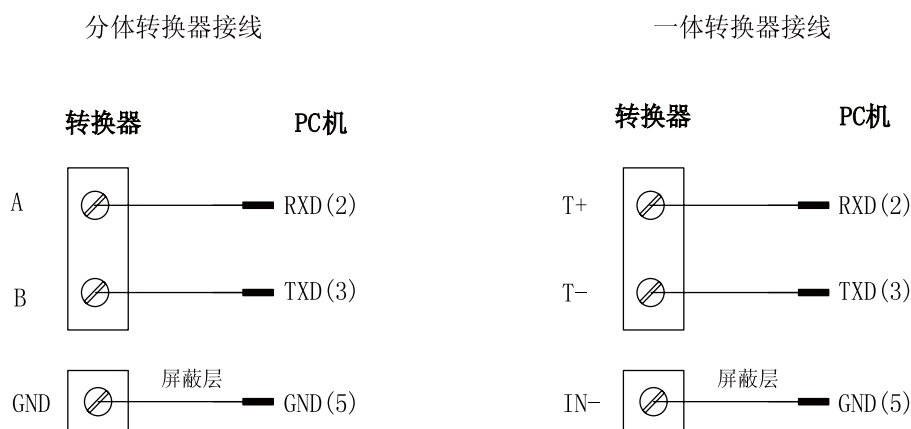 分体转换器接线
一体转换器接线
转换器 PC机
转换器 PC机
A RXD(2)
T+ RXD(2)
B TXD(3)
T- TXD(3)
GND 屏蔽层 GND(5)
IN- 屏蔽层 GND(5)